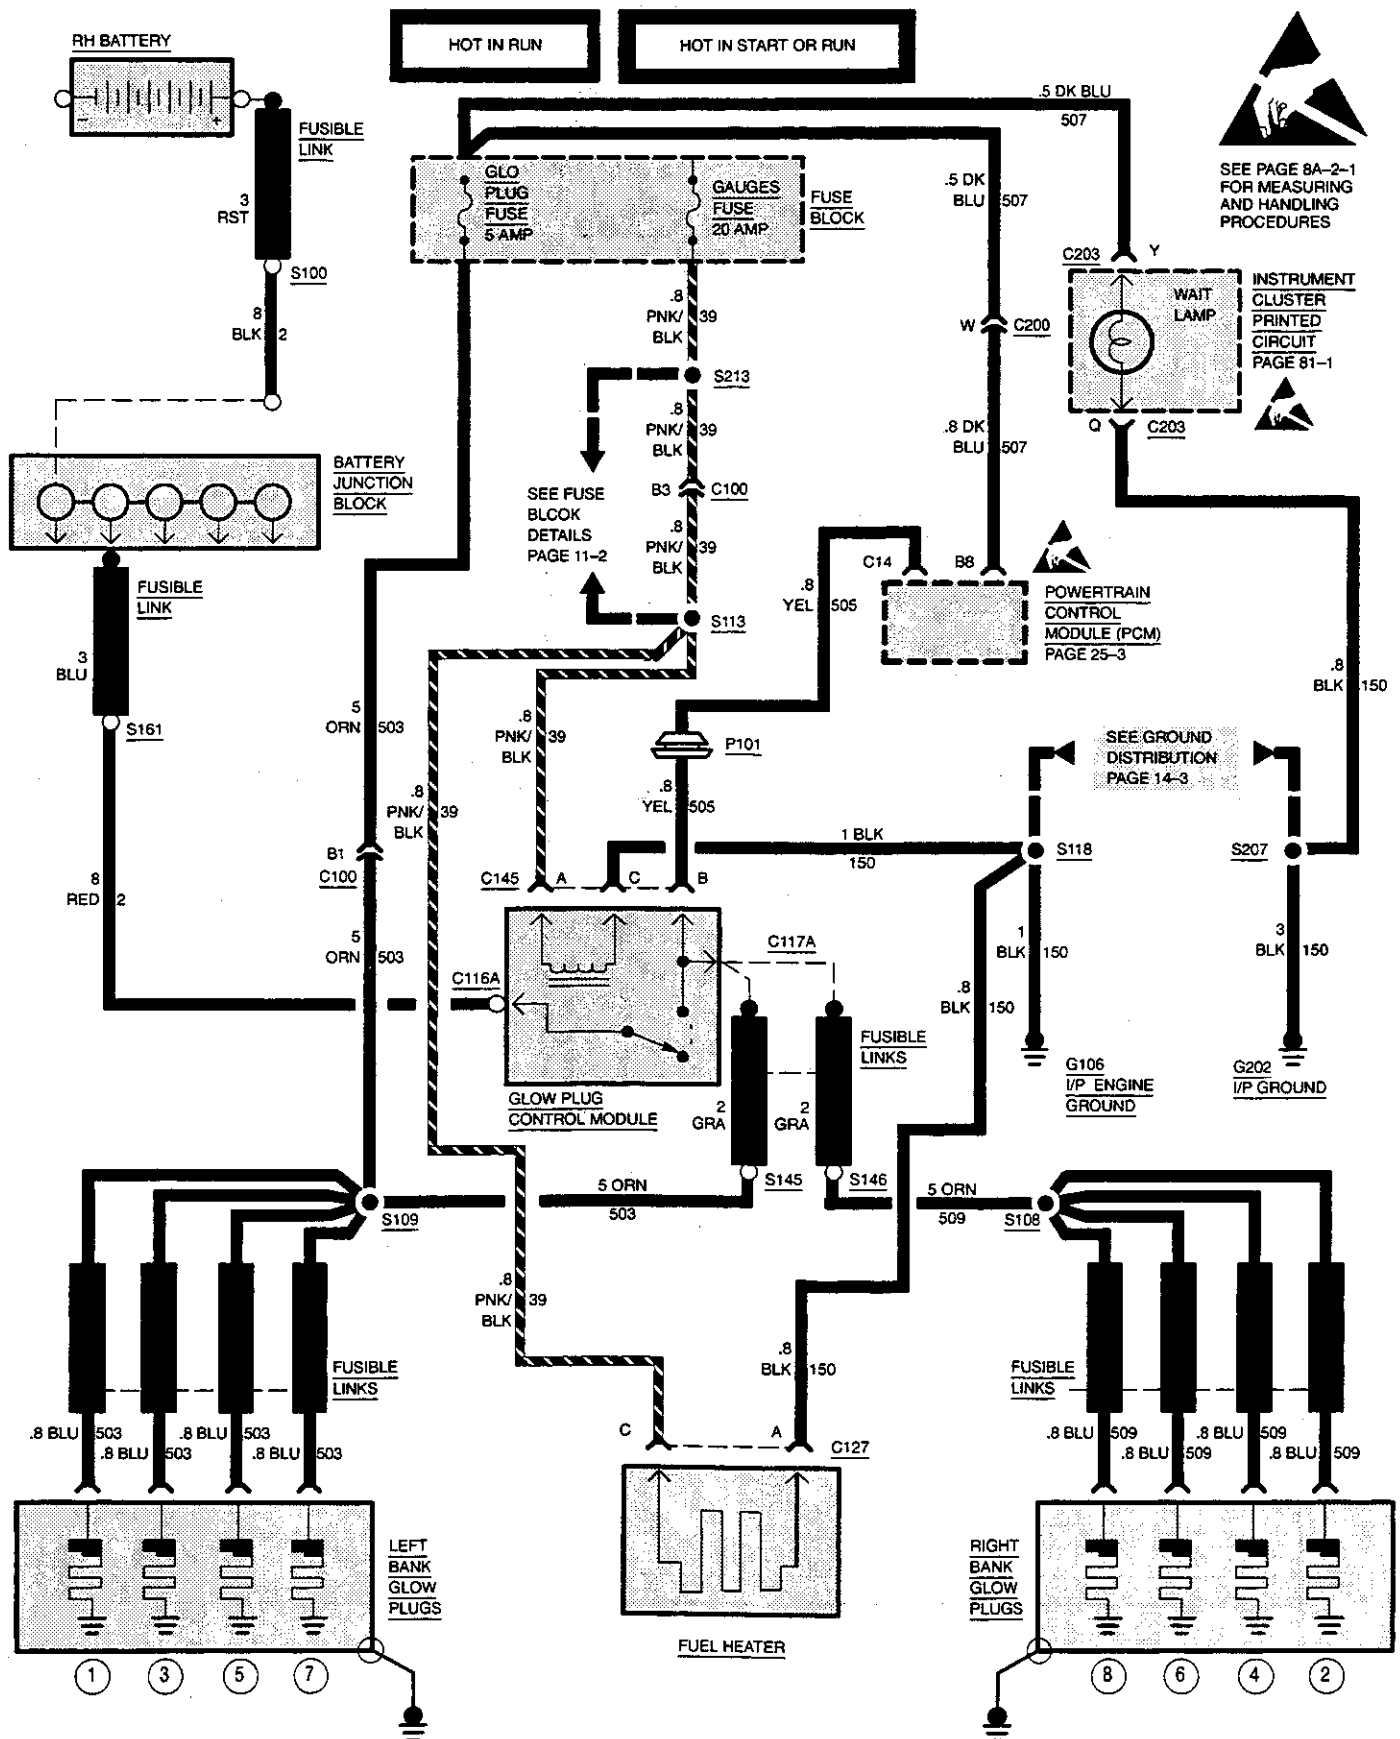 RH BATTERY
HOT IN RUN
HOT IN START OR RUN
FUSIBLE
LINK
3
RST
S100
8
BLK 2
.5 DK BLU
507
SEE PAGE 8A-2-1
FOR MEASURING
AND HANDLING
PROCEDURES
GLO
PLUG
FUSE
5 AMP
GAUGES
FUSE
20 AMP
FUSE
BLOCK
.5 DK
BLU 507
C203 Y
WAIT
LAMP
INSTRUMENT
CLUSTER
PRINTED
CIRCUIT
PAGE 81-1
Q C203
W C200
.8 DK
BLU 507
.8
PNK/ 39
BLK
S213
.8
PNK/ 39
BLK
B3 C100
.8
PNK/ 39
BLK
S113
SEE FUSE
BLCOK
DETAILS
PAGE 11-2
BATTERY
JUNCTION
BLOCK
FUSIBLE
LINK
3
BLU
S161
8
RED 2
C14 B8
.8
YEL 505
POWERTRAIN
CONTROL
MODULE (PCM)
PAGE 25-3
.8
BLK 150
5
ORN 503
.8
PNK/ 39
BLK
P101
SEE GROUND
DISTRIBUTION
PAGE 14-3
.8
PNK/ 39
BLK
.8
YEL 505
1 BLK
150
S118
S207
B1
C100
C145 A C B
5
ORN 503
C116A
C117A
1
BLK 150
3
BLK 150
.8
BLK 150
FUSIBLE
LINKS
G106
I/P ENGINE
GROUND
G202
I/P GROUND
GLOW PLUG
CONTROL MODULE
2
GRA
2
GRA
S145
S146
5 ORN
503
5 ORN
509
S109
S108
.8
PNK/ 39
BLK
.8
BLK 150
FUSIBLE
LINKS
FUSIBLE
LINKS
.8 BLU 503
.8 BLU 503
.8 BLU 503
.8 BLU 503
C A C127
.8 BLU 509
.8 BLU 509
.8 BLU 509
.8 BLU 509
LEFT
BANK
GLOW
PLUGS
RIGHT
BANK
GLOW
PLUGS
FUEL HEATER
1 3 5 7
8 6 4 2